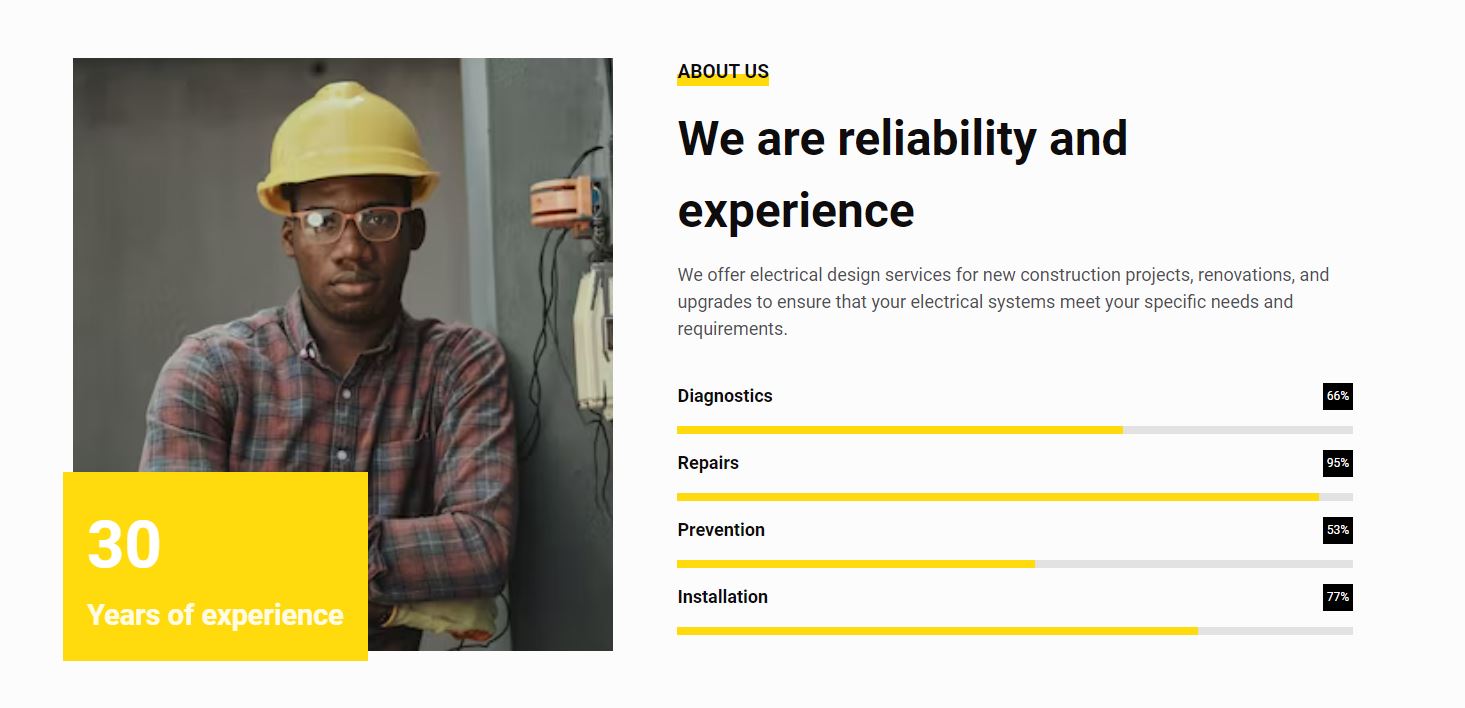 ABOUT US
We are reliability and
experience
We offer electrical design services for new construction projects, renovations, and
upgrades to ensure that your electrical systems meet your specific needs and
requirements.
Diagnostics 66%
Repairs 95%
Prevention 53%
Installation 77%
30
Years of experience